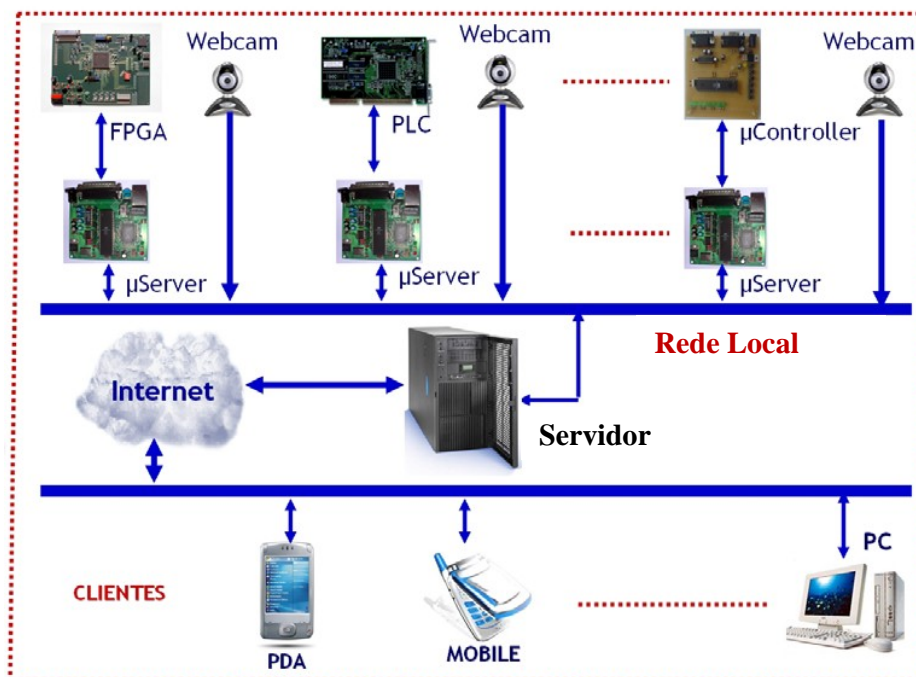 Webcam
Webcam
Webcam
FPGA
PLC
µController
µServer
µServer
µServer
Rede Local
Internet
Servidor
PC
CLIENTES
PDA
MOBILE